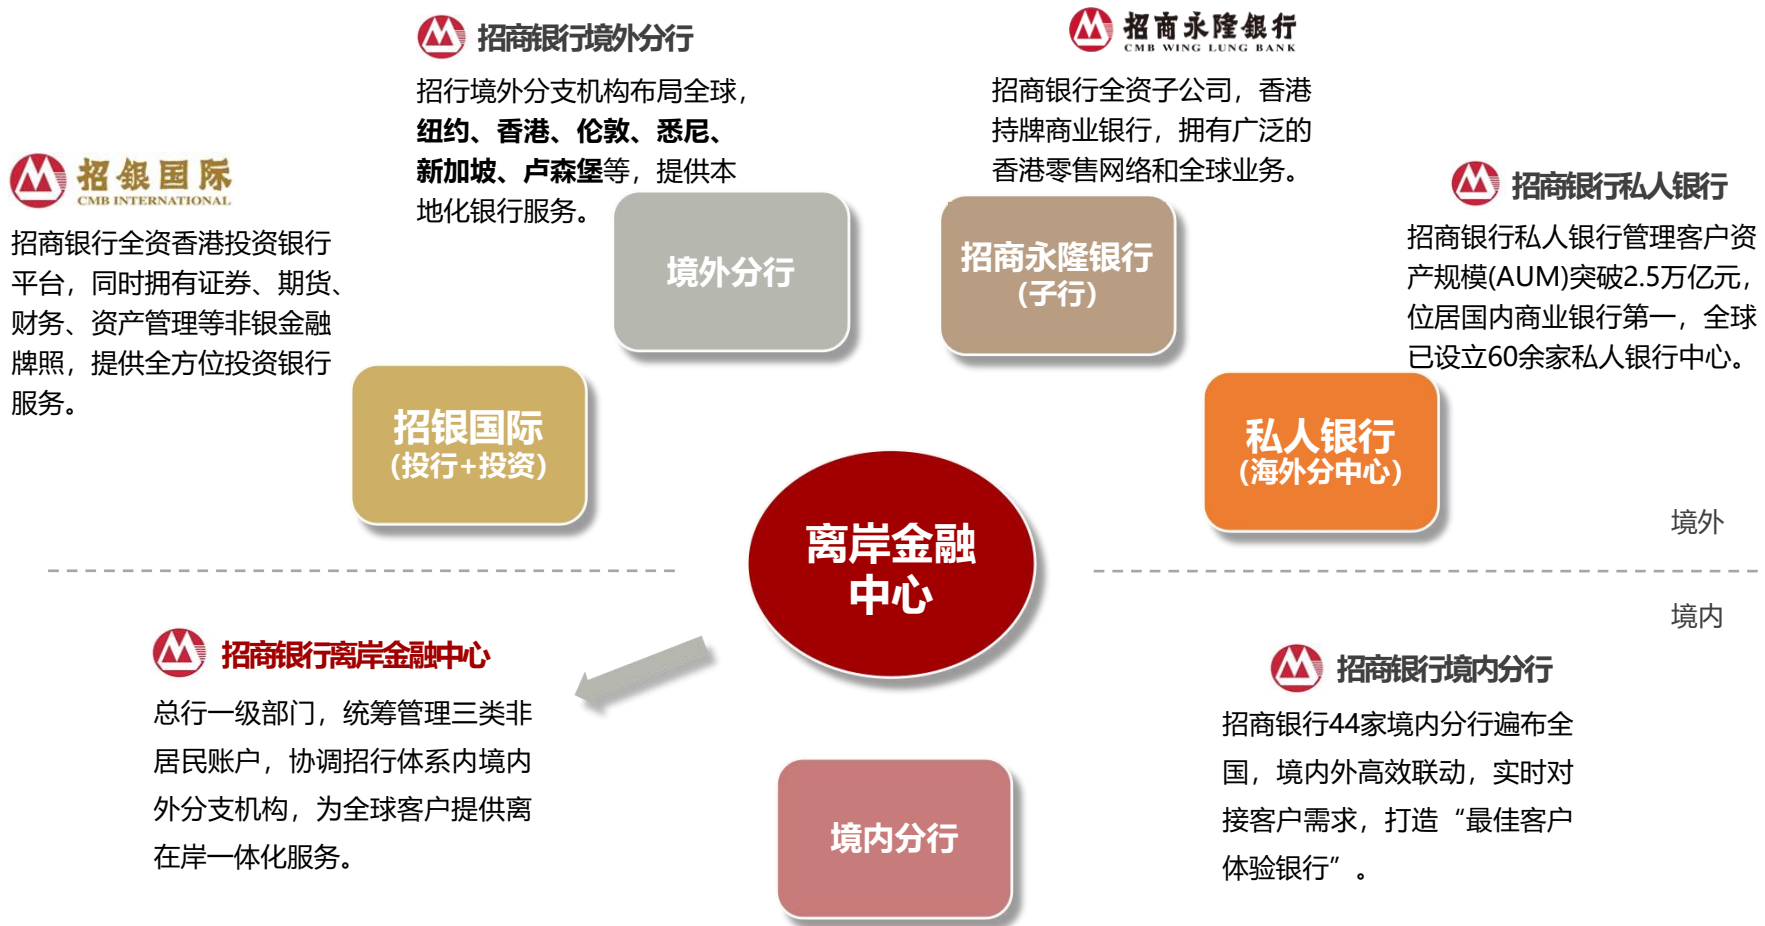 招商银行境外分行
招行境外分支机构布局全球，
纽约、香港、伦敦、悉尼、
新加坡、卢森堡等，提供本
地化银行服务。
招商永隆銀行
CMB WING LUNG BANK
招商银行全资子公司，香港
持牌商业银行，拥有广泛的
香港零售网络和全球业务。
招银国际
CMB INTERNATIONAL
招商银行全资香港投资银行
平台，同时拥有证券、期货、
财务、资产管理等非银金融
牌照，提供全方位投资银行
服务。
招商银行私人银行
招商银行私人银行管理客户资
产规模(AUM)突破2.5万亿元，
位居国内商业银行第一，全球
已设立60余家私人银行中心。
境外分行
招商永隆银行
（子行）
招银国际
（投行+投资）
私人银行
（海外分中心）
离岸金融
中心
境外
境内
招商银行离岸金融中心
总行一级部门，统筹管理三类非
居民账户，协调招行体系内境内
外分支机构，为全球客户提供离
在岸一体化服务。
境内分行
招商银行境内分行
招商银行44家境内分行遍布全
国，境内外高效联动，实时对
接客户需求，打造“最佳客户
体验银行”。